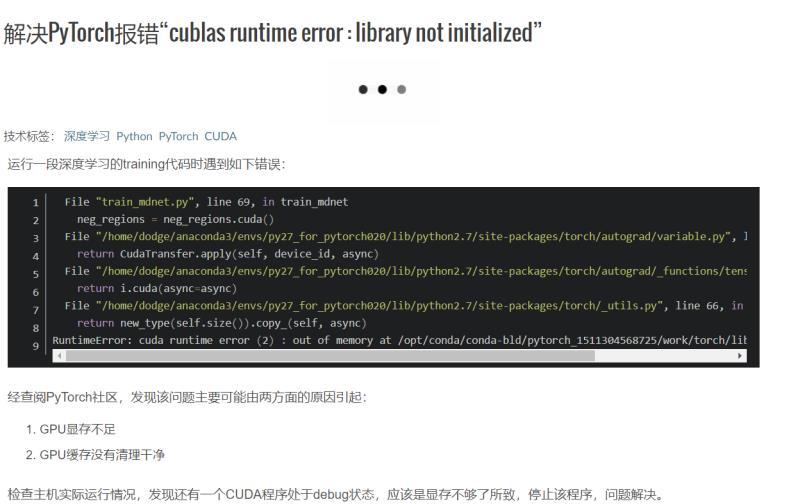 解决PyTorch报错“cublas runtime error : library not initialized”
技术标签： 深度学习 Python PyTorch CUDA
运行一段深度学习的training代码时遇到如下错误：
1 File "train_mdnet.py", line 69, in train_mdnet
2 neg_regions = neg_regions.cuda()
3 File "/home/dodge/anaconda3/envs/py27_for_pytorch020/lib/python2.7/site-packages/torch/autograd/variable.py", l
4 return CudaTransfer.apply(self, device_id, async)
5 File "/home/dodge/anaconda3/envs/py27_for_pytorch020/lib/python2.7/site-packages/torch/autograd/_functions/tens
6 return i.cuda(async=async)
7 File "/home/dodge/anaconda3/envs/py27_for_pytorch020/lib/python2.7/site-packages/torch/_utils.py", line 66, in
8 return new_type(self.size()).copy_(self, async)
9 RuntimeError: cuda runtime error (2) : out of memory at /opt/conda/conda-bld/pytorch_1511304568725/work/torch/lib
经查阅PyTorch社区，发现该问题主要可能由两方面的原因引起：
1. GPU显存不足
2. GPU缓存没有清理干净
检查主机实际运行情况，发现还有一个CUDA程序处于debug状态，应该是显存不够了所致，停止该程序，问题解决。